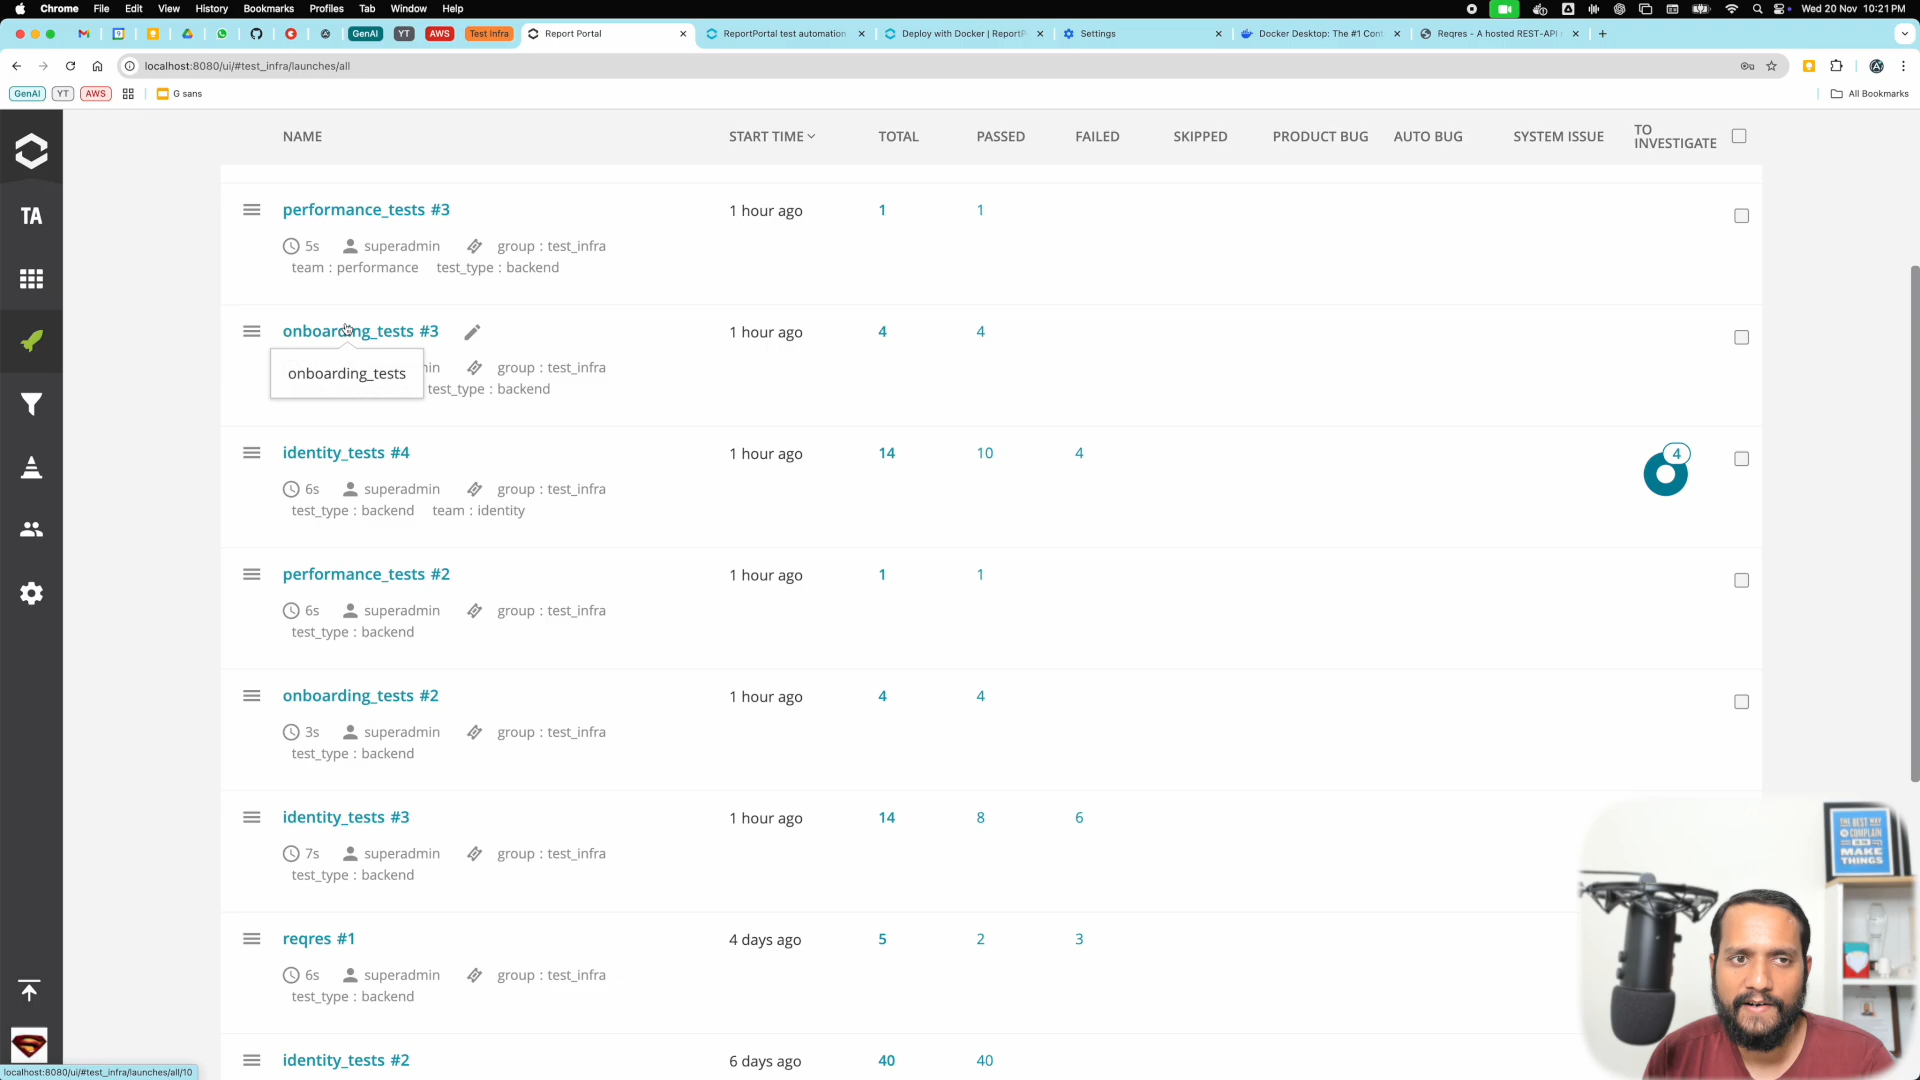 Chrome File Edit View History Bookmarks Profiles Tab Window Help Wed 20 Nov 10:21 PM
GenAI YT AWS Test Infra Report Portal ReportPortal test automation Deploy with Docker | ReportP Settings Docker Desktop: The #1 Cont Reqres - A hosted REST-API
localhost:8080/ui/#test_infra/launches/all
GenAI YT AWS G sans All Bookmarks
NAME START TIME TOTAL PASSED FAILED SKIPPED PRODUCT BUG AUTO BUG SYSTEM ISSUE TO INVESTIGATE
TA
performance_tests #3 1 hour ago 1 1
5s superadmin group : test_infra
team : performance test_type : backend
onboarding_tests #3 1 hour ago 4 4
min group : test_infra
onboarding_tests
test_type : backend
identity_tests #4 1 hour ago 14 10 4 4
6s superadmin group : test_infra
test_type : backend team : identity
performance_tests #2 1 hour ago 1 1
6s superadmin group : test_infra
test_type : backend
onboarding_tests #2 1 hour ago 4 4
3s superadmin group : test_infra
test_type : backend
identity_tests #3 1 hour ago 14 8 6
7s superadmin group : test_infra
test_type : backend
reqres #1 4 days ago 5 2 3
6s superadmin group : test_infra
test_type : backend
identity_tests #2 6 days ago 40 40
localhost:8080/ui/#test_infra/launches/all/10
THE BEST WAY
COMPLAIN
MAKE
THINGS